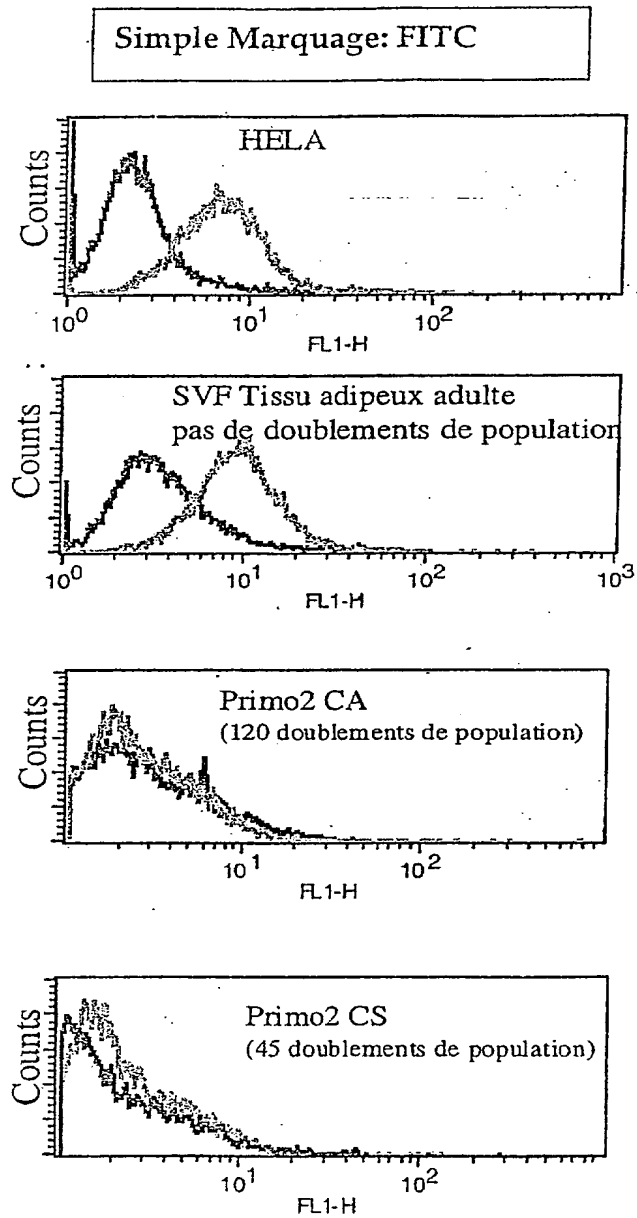 Simple Marquage: FITC
HELA
Counts
10⁰ 10¹ 10²
FL1-H
SVF Tissu adipeux adulte
pas de doublements de population
Counts
10⁰ 10¹ 10² 10³
FL1-H
Primo2 CA
(120 doublements de population)
Counts
10¹ 10²
FL1-H
Primo2 CS
(45 doublements de population)
Counts
10¹ 10²
FL1-H